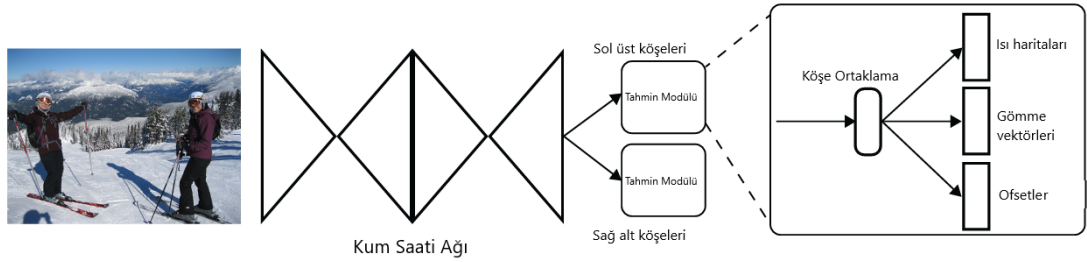 Sol üst köşeleri
Tahmin Modülü
Tahmin Modülü
Sağ alt köşeleri
Kum Saati Ağı
Köşe Ortaklama
Isı haritaları
Gömme
vektörleri
Ofsetler